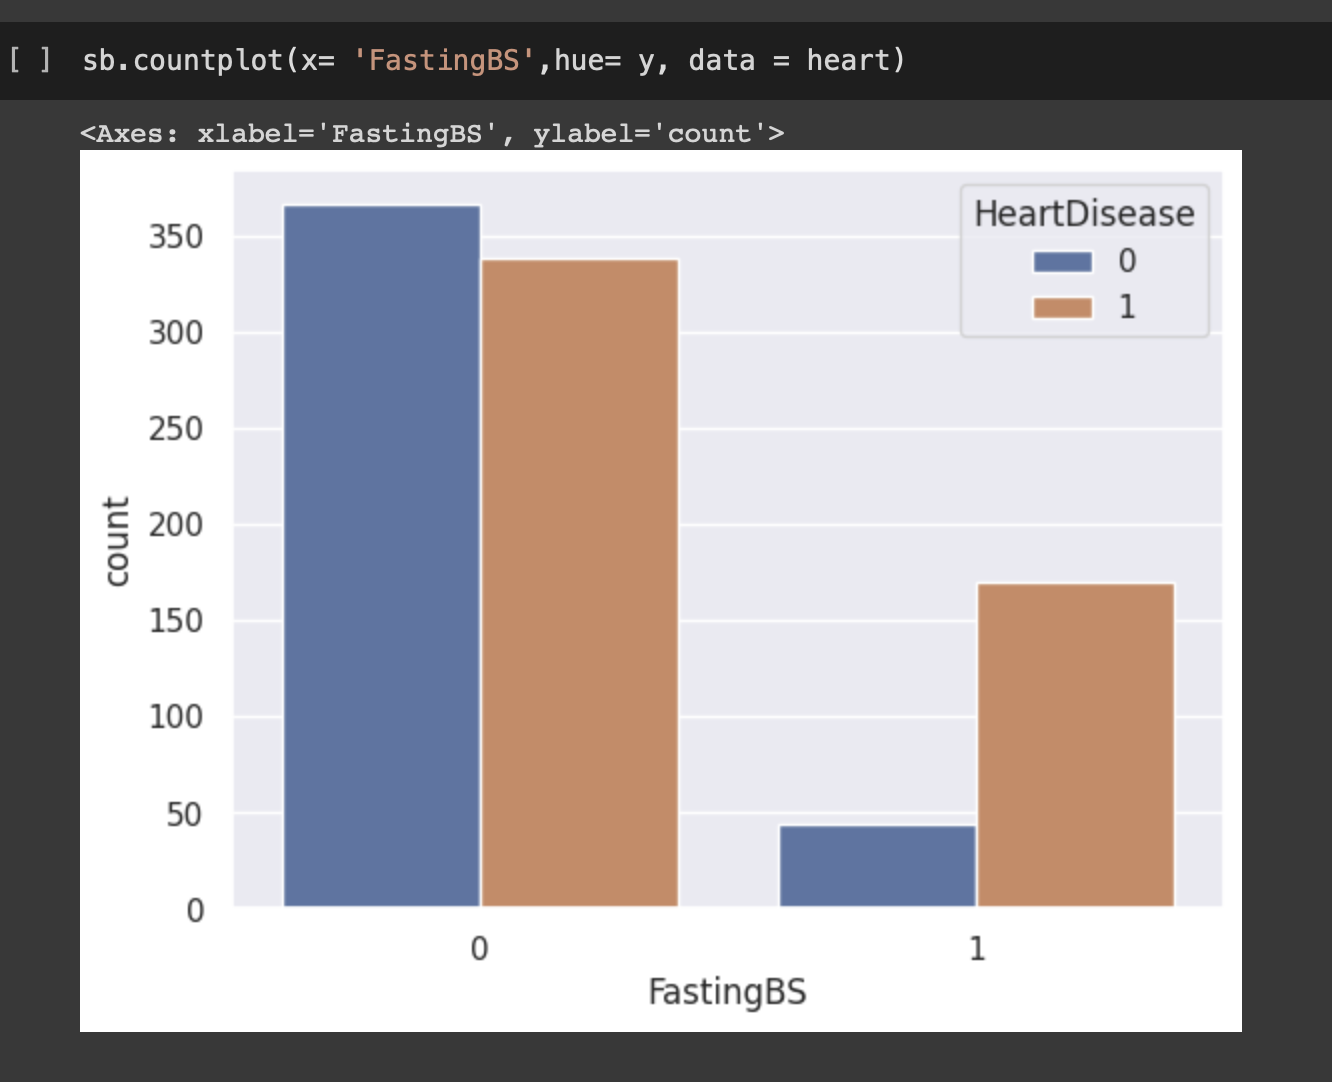 [ ] sb.countplot(x= 'FastingBS',hue= y, data = heart)
<Axes: xlabel='FastingBS', ylabel='count'>
HeartDisease
0
1
350
300
250
200
150
100
50
0
count
0 1
FastingBS